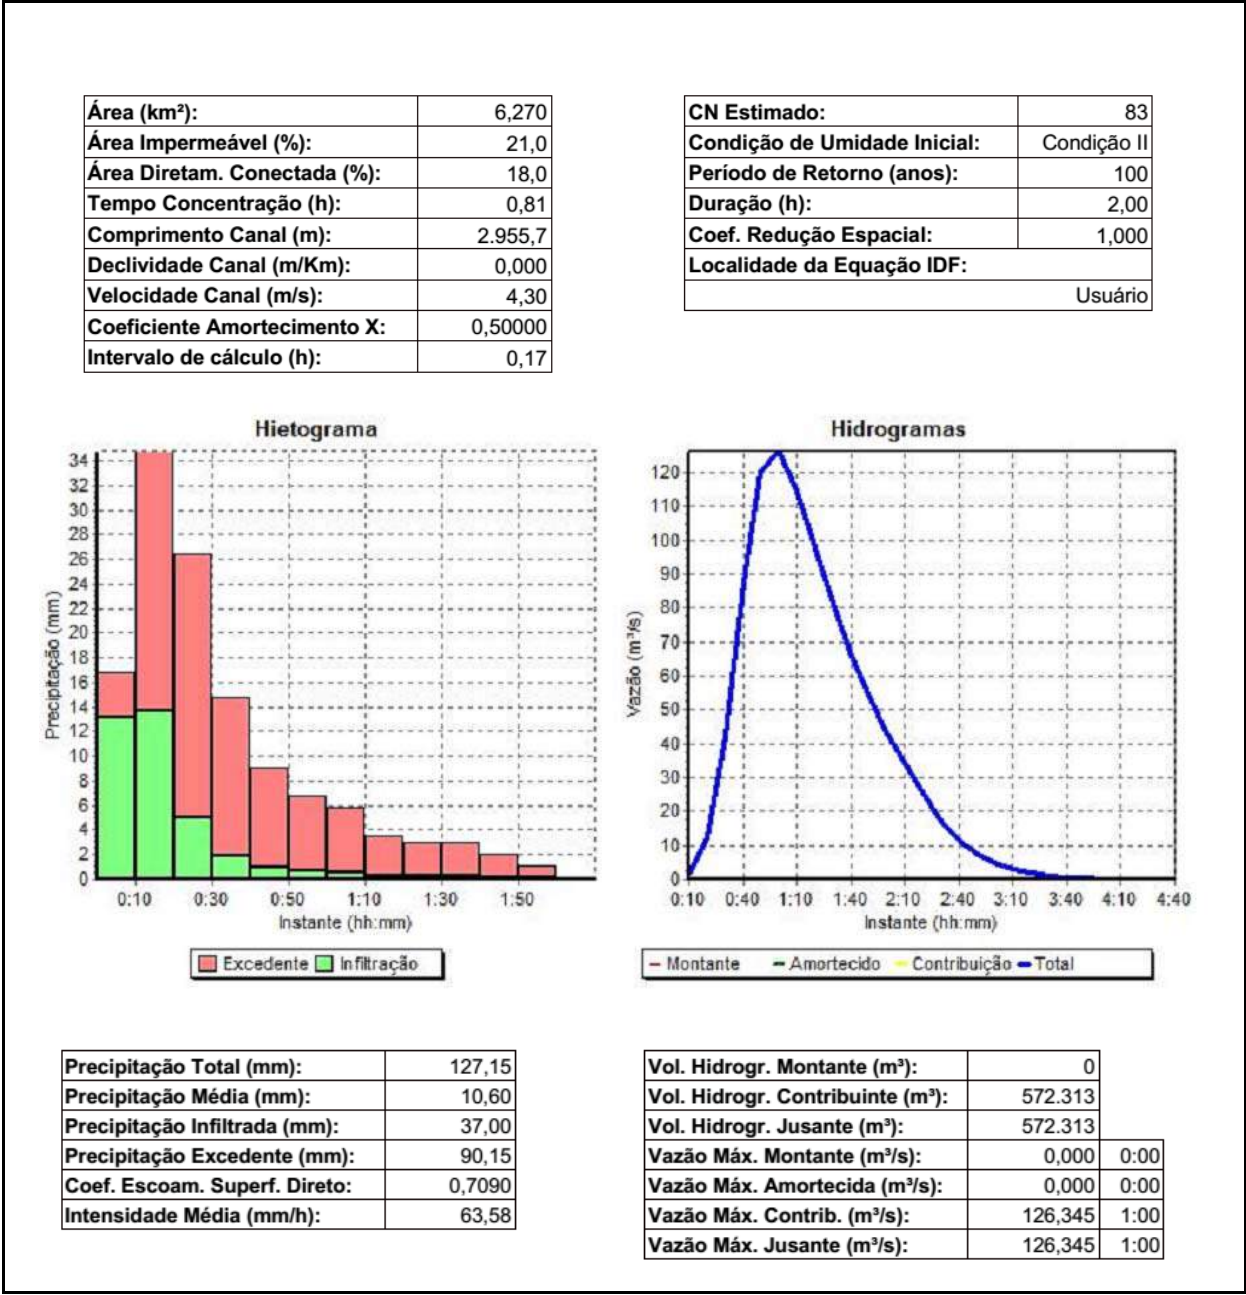 Área (km²): 6,270
Área Impermeável (%): 21,0
Área Diretam. Conectada (%): 18,0
Tempo Concentração (h): 0,81
Comprimento Canal (m): 2.955,7
Declividade Canal (m/Km): 0,000
Velocidade Canal (m/s): 4,30
Coeficiente Amortecimento X: 0,50000
Intervalo de cálculo (h): 0,17
CN Estimado: 83
Condição de Umidade Inicial: Condição II
Período de Retorno (anos): 100
Duração (h): 2,00
Coef. Redução Espacial: 1,000
Localidade da Equação IDF:
Usuário
Hietograma
Precipitação (mm)
34
32
30
28
26
24
22
20
18
16
14
12
10
8
6
4
2
0
0:10 0:30 0:50 1:10 1:30 1:50
Instante (hh:mm)
Excedente Infiltração
Hidrogramas
Vazão (m³/s)
120
110
100
90
80
70
60
50
40
30
20
10
0
0:10 0:40 1:10 1:40 2:10 2:40 3:10 3:40 4:10 4:40
Instante (hh:mm)
Montante Amortecido Contribuição Total
Precipitação Total (mm): 127,15
Precipitação Média (mm): 10,60
Precipitação Infiltrada (mm): 37,00
Precipitação Excedente (mm): 90,15
Coef. Escoam. Superf. Direto: 0,7090
Intensidade Média (mm/h): 63,58
Vol. Hidrogr. Montante (m³): 0
Vol. Hidrogr. Contribuinte (m³): 572.313
Vol. Hidrogr. Jusante (m³): 572.313
Vazão Máx. Montante (m³/s): 0,000 0:00
Vazão Máx. Amortecida (m³/s): 0,000 0:00
Vazão Máx. Contrib. (m³/s): 126,345 1:00
Vazão Máx. Jusante (m³/s): 126,345 1:00